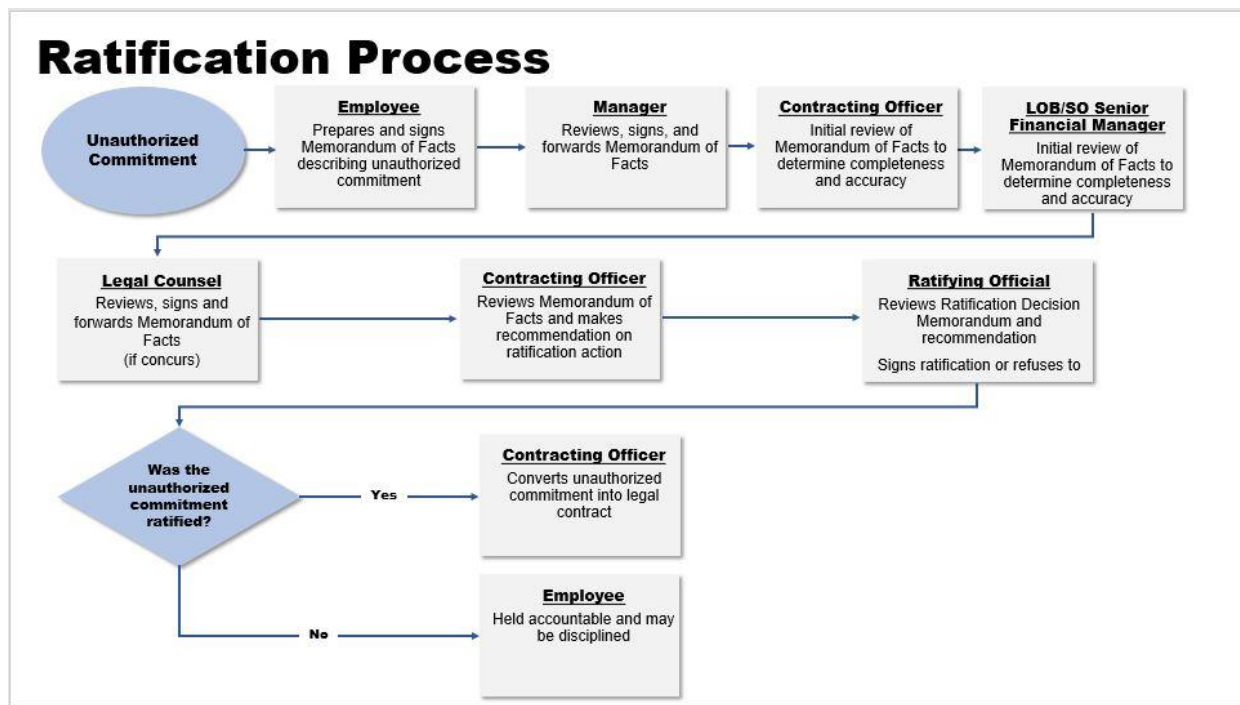 Ratification Process
Unauthorized
Commitment
Employee
Prepares and signs
Memorandum of Facts
describing unauthorized
commitment
Manager
Reviews, signs, and
forwards Memorandum of
Facts
Contracting Officer
Initial review of
Memorandum of Facts to
determine completeness
and accuracy
LOB/SO Senior
Financial Manager
Initial review of
Memorandum of Facts to
determine completeness
and accuracy
Legal Counsel
Reviews, signs and
forwards Memorandum of
Facts
(if concurs)
Contracting Officer
Reviews Memorandum of
Facts and makes
recommendation on
ratification action
Ratifying Official
Reviews Ratification Decision
Memorandum and
recommendation
Signs ratification or refuses to
Was the
unauthorized
commitment
ratified?
Yes
Contracting Officer
Converts unauthorized
commitment into legal
contract
No
Employee
Held accountable and may
be disciplined